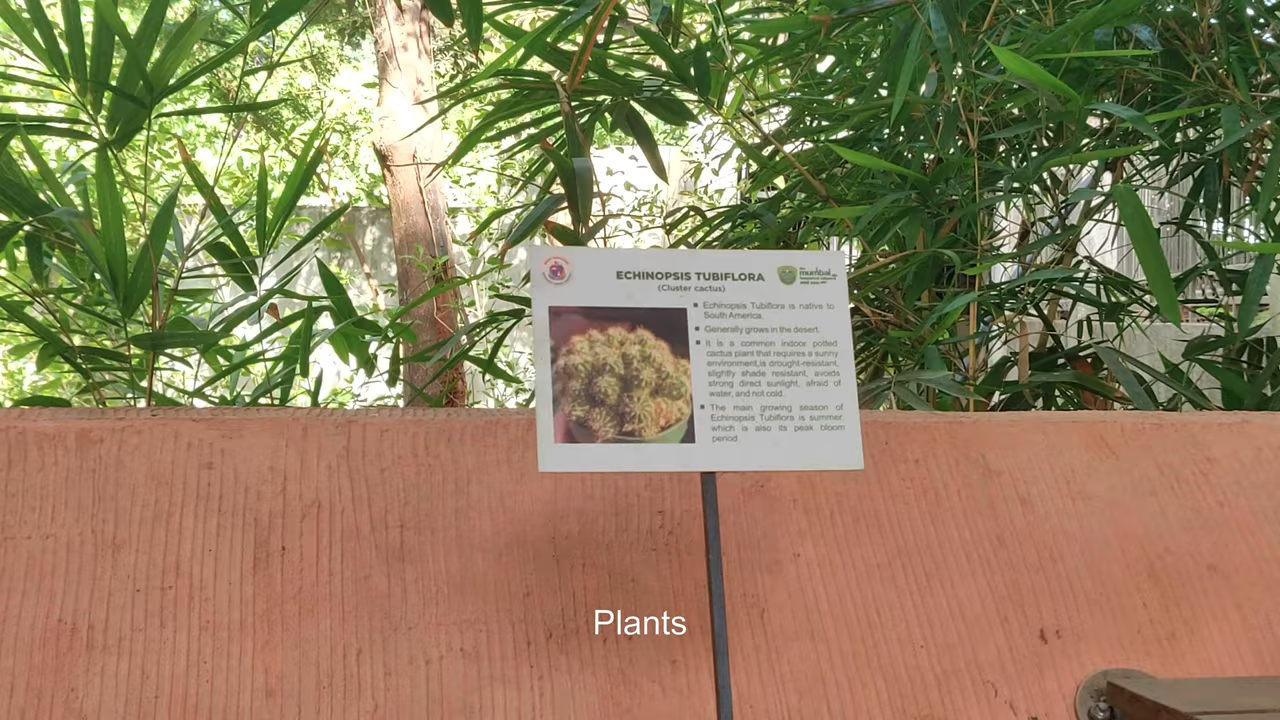 ECHINOPSIS TUBIFLORA
(Cluster cactus)
mumbai
Echinopsis Tubiflora is native to
South America.
Generally grows in the desert.
It is a common indoor potted
cactus plant that requires a sunny
environment,is drought-resistant,
slightly shade resistant, avoids
strong direct sunlight, afraid of
water, and not cold.
The main growing season of
Echinopsis Tubiflora is summer,
which is also its peak bloom
period
Plants